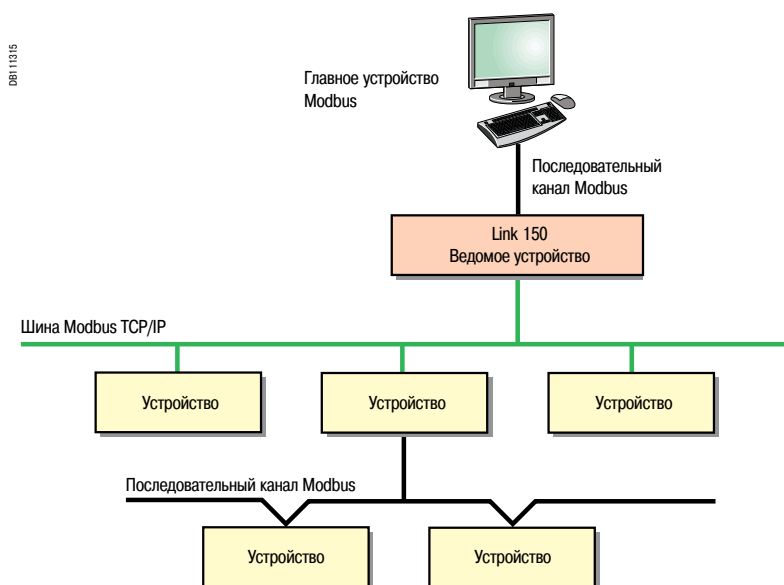 DB111315
Главное устройство
Modbus
Последовательный
канал Modbus
Link 150
Ведомое устройство
Шина Modbus TCP/IP
Устройство
Устройство
Устройство
Последовательный канал Modbus
Устройство
Устройство